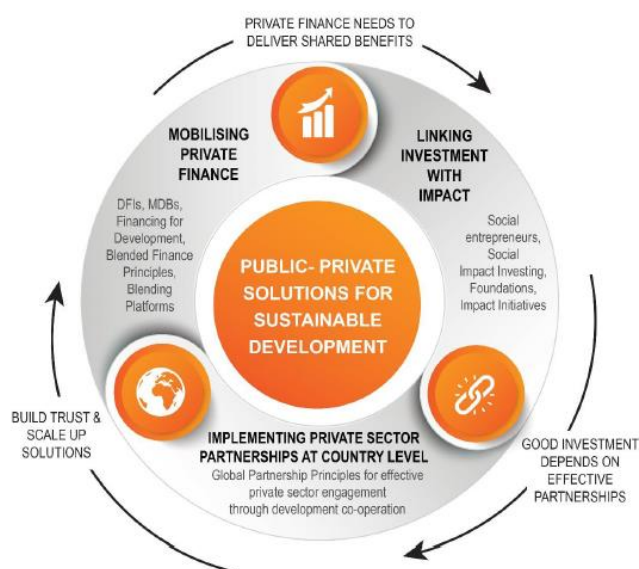 PRIVATE FINANCE NEEDS TO
DELIVER SHARED BENEFITS
MOBILISING
PRIVATE
FINANCE
DFIs, MDBs,
Financing for
Development,
Blended Finance
Principles,
Blending
Platforms
LINKING
INVESTMENT
WITH
IMPACT
Social
entrepreneurs,
Social
Impact Investing,
Foundations,
Impact Initiatives
PUBLIC- PRIVATE
SOLUTIONS FOR
SUSTAINABLE
DEVELOPMENT
BUILD TRUST &
SCALE UP
SOLUTIONS
IMPLEMENTING PRIVATE SECTOR
PARTNERSHIPS AT COUNTRY LEVEL
Global Partnership Principles for effective
private sector engagement
through development co-operation
GOOD INVESTMENT
DEPENDS ON
EFFECTIVE
PARTNERSHIPS